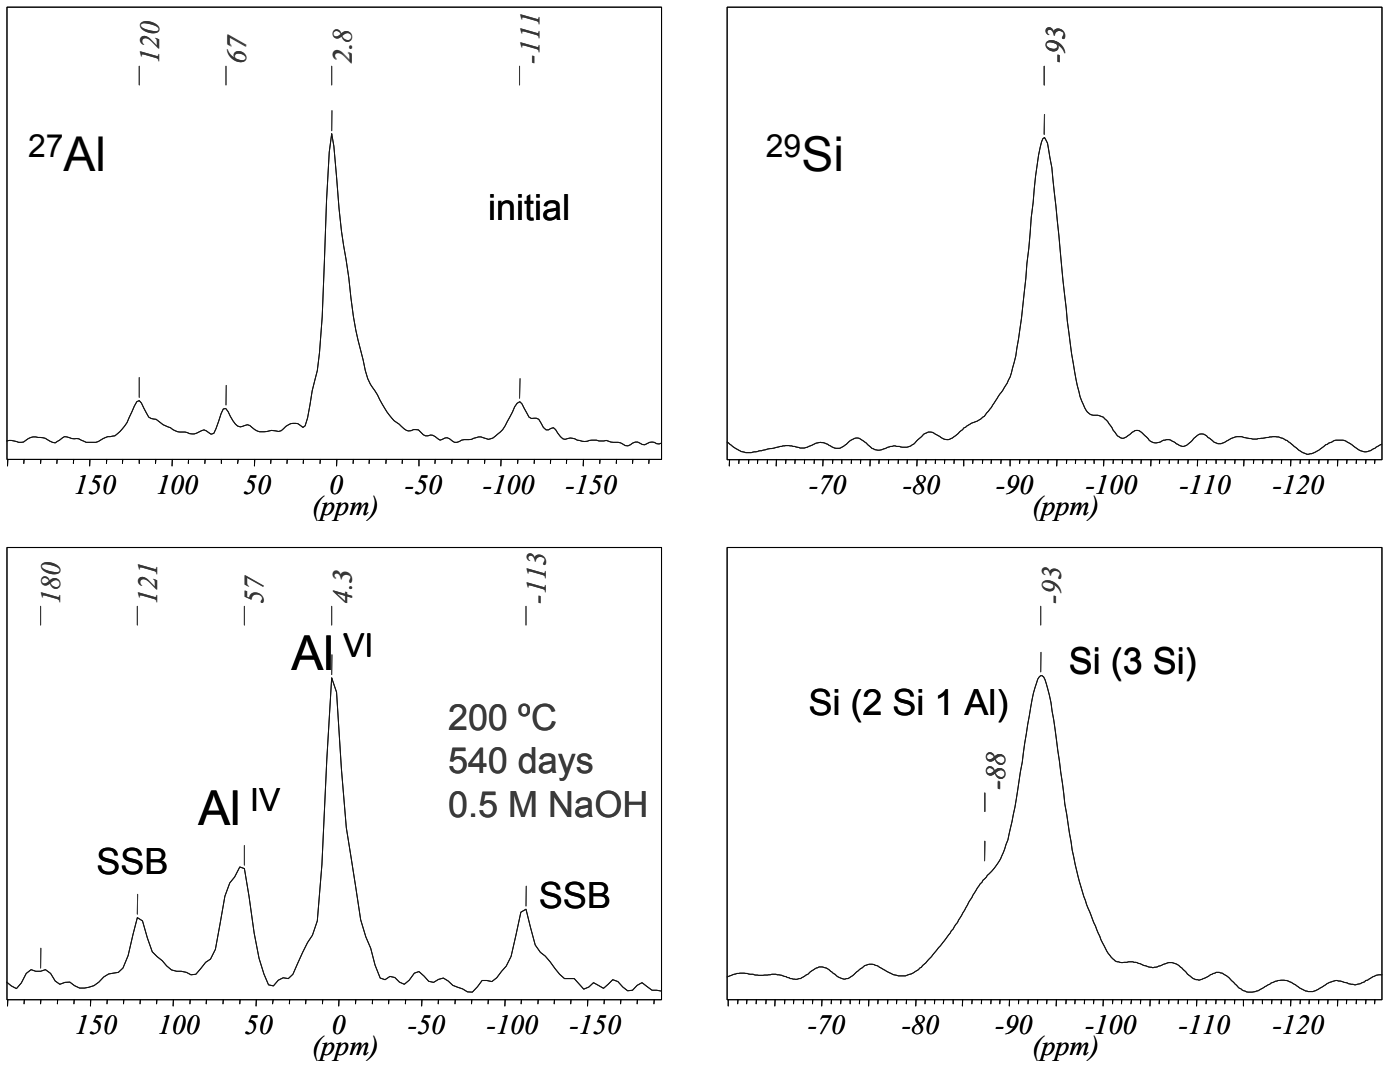 120
67
2.8
-111
27Al
initial
150 100 50 0 -50 -100 -150
(ppm)
-93
29Si
-70 -80 -90 -100 -110 -120
(ppm)
180
121
57
4.3
-113
Al VI
200 ºC
540 days
0.5 M NaOH
Al IV
SSB
SSB
150 100 50 0 -50 -100 -150
(ppm)
-93
Si (3 Si)
Si (2 Si 1 Al)
-88
-70 -80 -90 -100 -110 -120
(ppm)